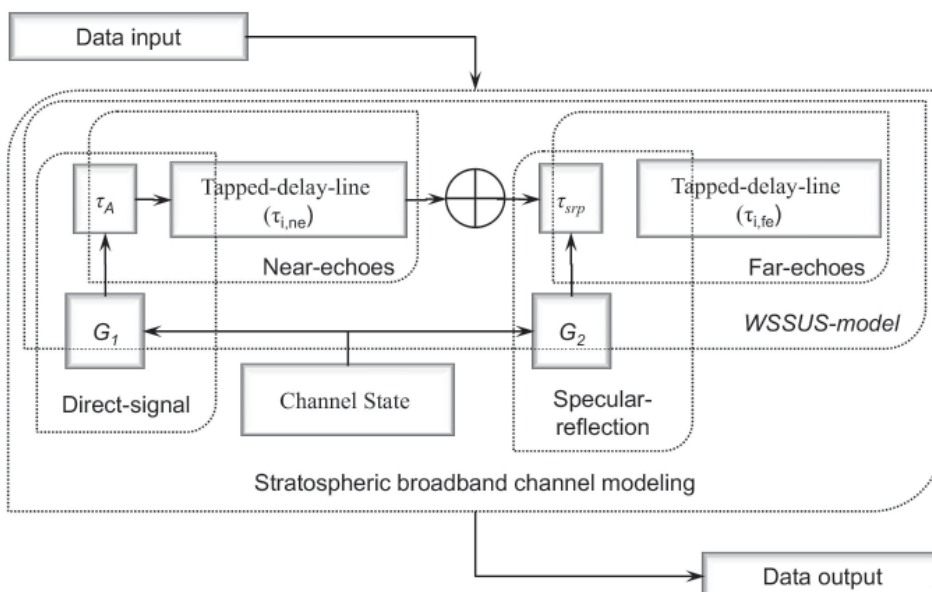 Data input
τA
Tapped-delay-line
(τi,ne)
τsrp
Tapped-delay-line
(τi,fe)
Near-echoes
Far-echoes
G1
G2
WSSUS-model
Direct-signal
Channel State
Specular-
reflection
Stratospheric broadband channel modeling
Data output